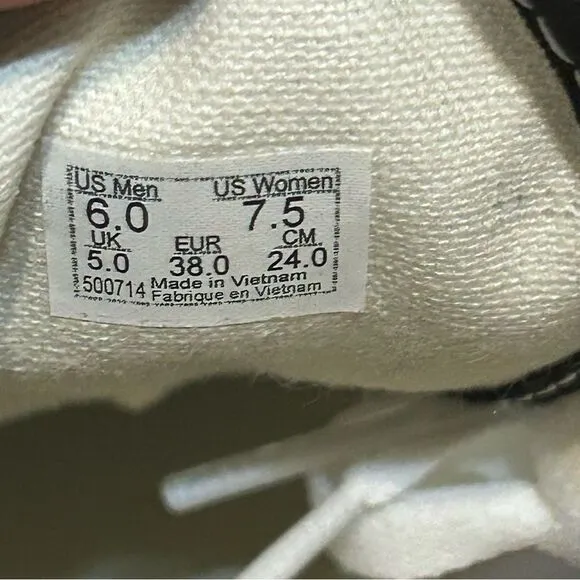 US Men US Women
6.0 7.5
UK EUR CM
5.0 38.0 24.0
500714 Made in Vietnam
Fabrique en Vietnam